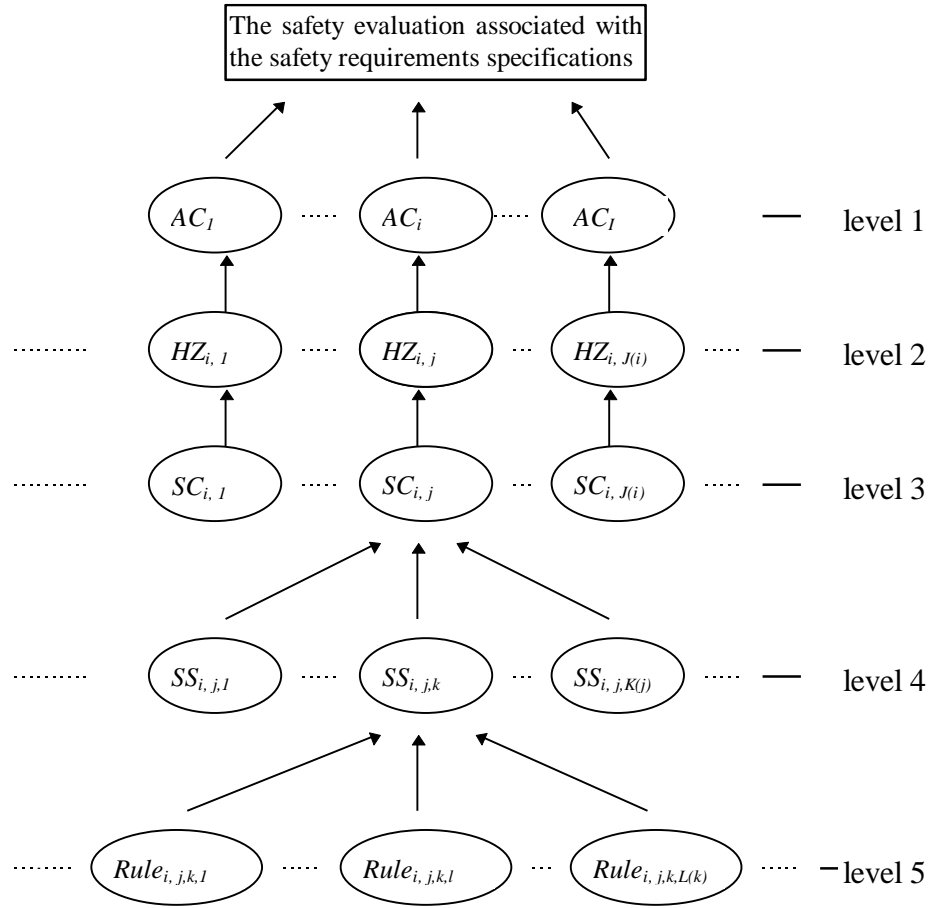 The safety evaluation associated with
the safety requirements specifications
AC1 ACi ACI level 1
HZi, 1 HZi, j HZi, J(i) level 2
SCi, 1 SCi, j SCi, J(i) level 3
SSi, j,1 SSi, j,k SSi, j,K(j) level 4
Rulei, j,k,1 Rulei, j,k,l Rulei, j,k,L(k) level 5